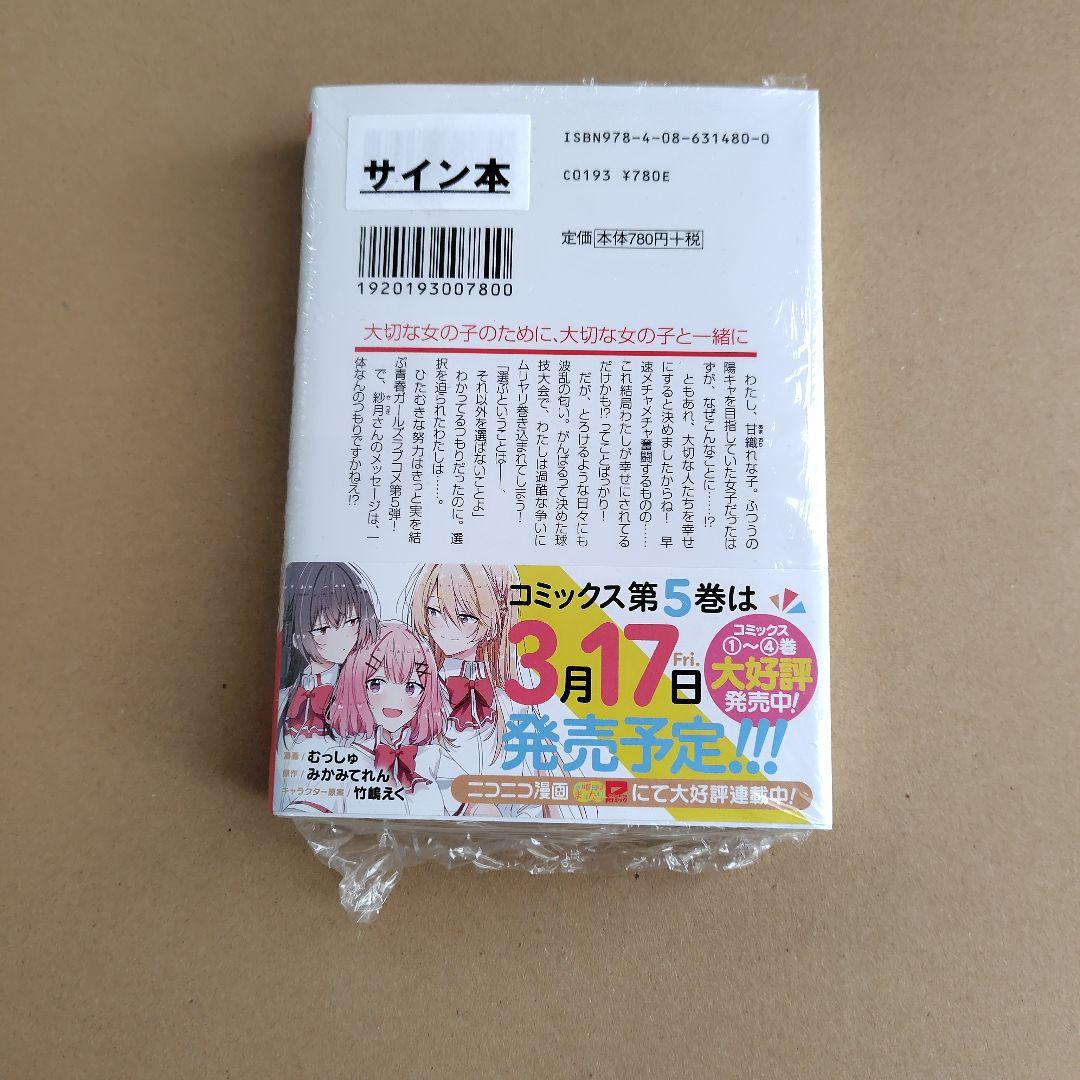 サイン本
ISBN978-4-08-631480-0
C0193 ¥780E
定価 本体780円+税
1920193007800
大切な女の子のために、大切な女の子と一緒に
わたし、甘織れな子。ふつうの
陽キャを目指していた女子だったは
ずが、なぜこんなことに……!?
ともあれ、大切な人たちを幸せ
にすると決めましたからね! 早
速メチャメチャ奮闘するものの……
これ結局わたしが幸せにされてる
だけかも!? ってことばっかり!
だが、とろけるような日々にも
波乱の匂い。がんばるって決めた球
技大会で、わたしは過酷な争いに
ムリヤリ巻き込まれてしまう!
「選ぶということは――、
それ以外を選ばないことよ」
わかってるつもりだったのに。選
択を迫られたわたしは……。
ひたむきな努力はきっと実を結
ぶ青春ガールズラブコメ第5弾!
で、紗月さんのメッセージは、一
体なんのつもりですかねえ!?
コミックス第5巻は
3月17日
Fri.
発売予定!!!
コミックス
①~④巻
大好評
発売中!
漫画/むっしゅ
原作/みかみてれん
キャラクター原案/竹嶋えく
ニコニコ漫画 にて大好評連載中!